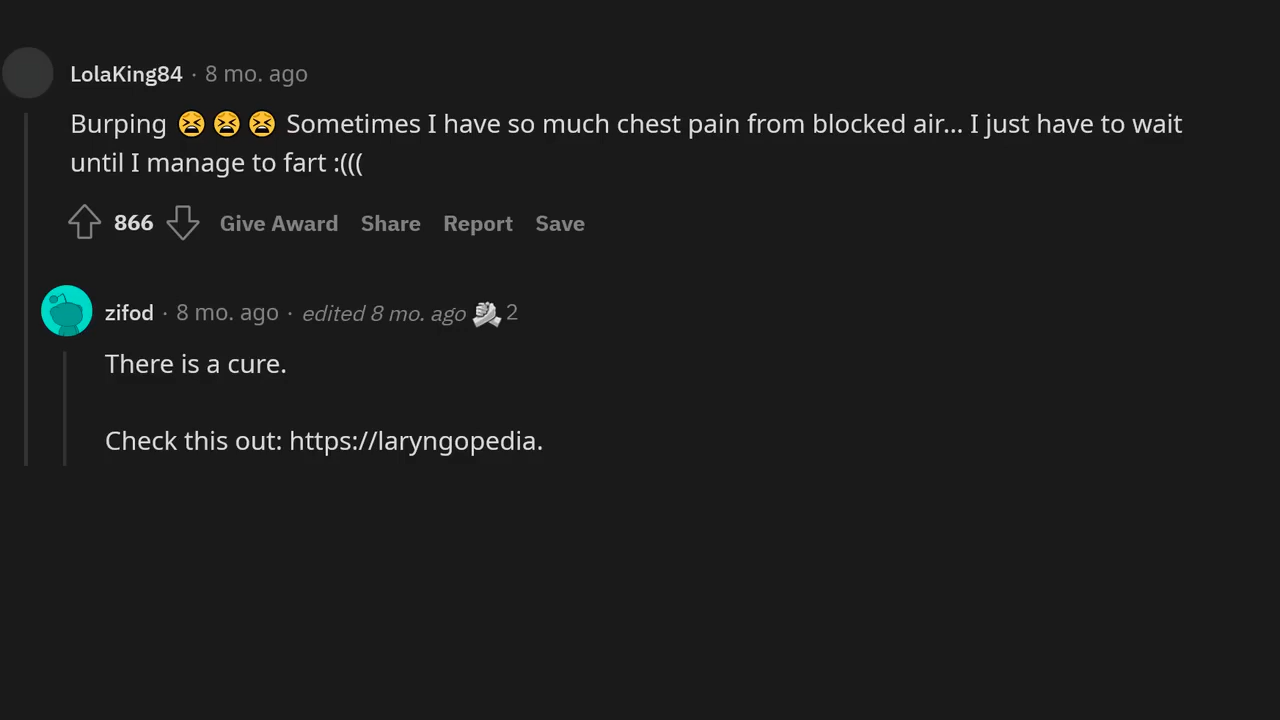 LolaKing84 · 8 mo. ago
Burping 😫 😫 😫 Sometimes I have so much chest pain from blocked air... I just have to wait
until I manage to fart :(((
866 Give Award Share Report Save
zifod · 8 mo. ago · edited 8 mo. ago 2
There is a cure.
Check this out: https://laryngopedia.